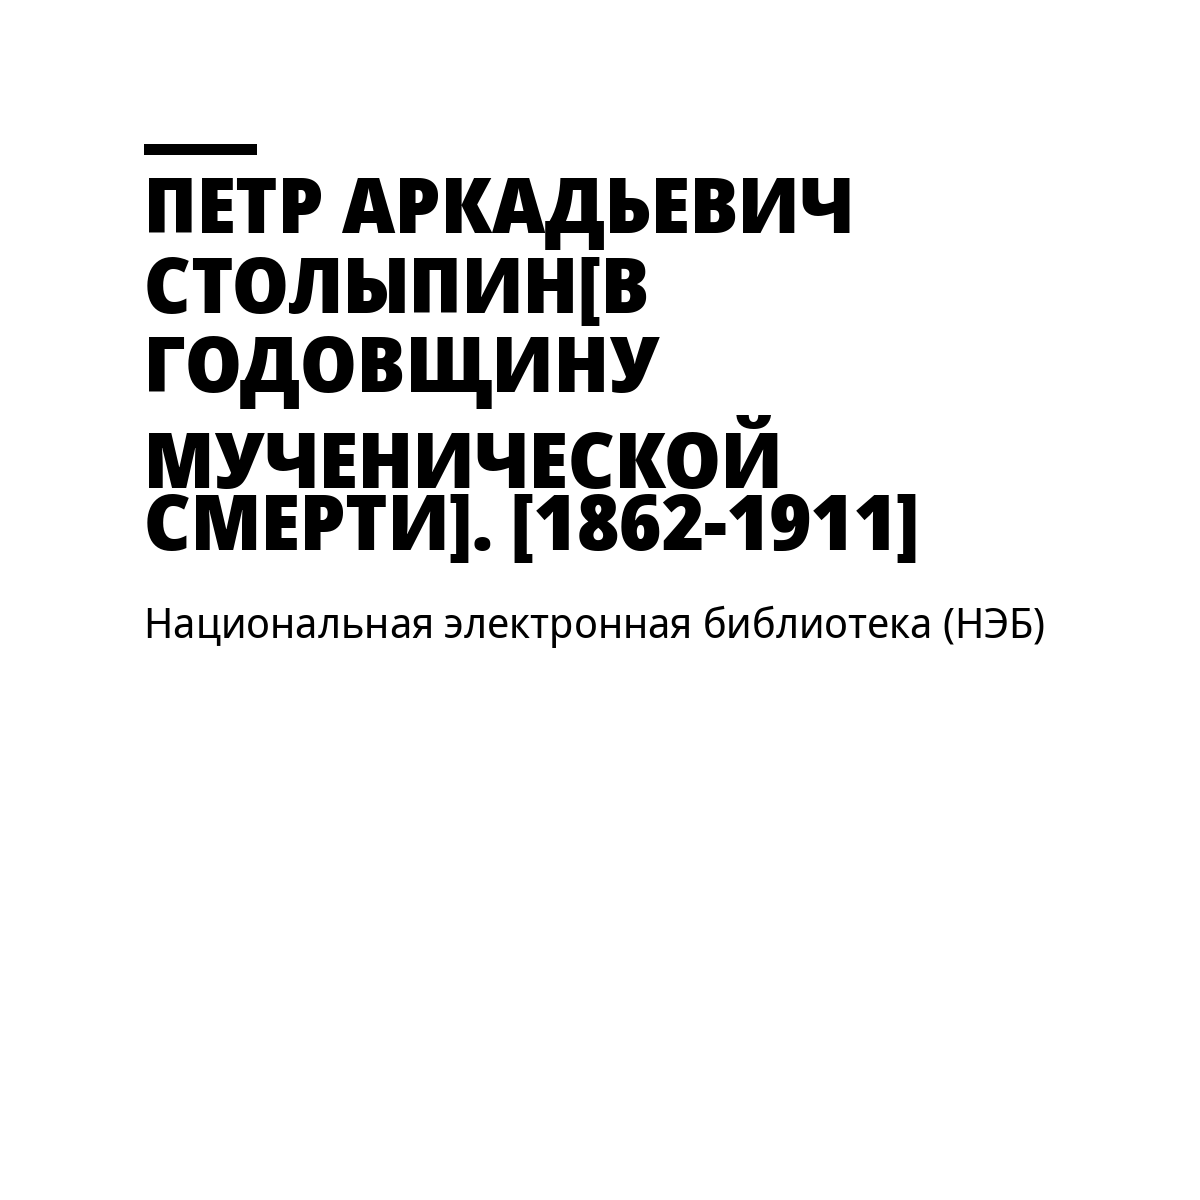 ПЕТР АРКАДЬЕВИЧ
СТОЛЫПИН[В
ГОДОВЩИНУ
МУЧЕНИЧЕСКОЙ
СМЕРТИ]. [1862-1911]
Национальная электронная библиотека (НЭБ)